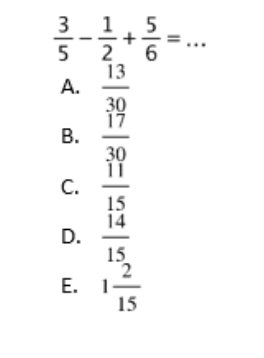 3/5 - 1/2 + 5/6 = ...
A. 13/30
B. 17/30
C. 11/15
D. 14/15
E. 1 2/15